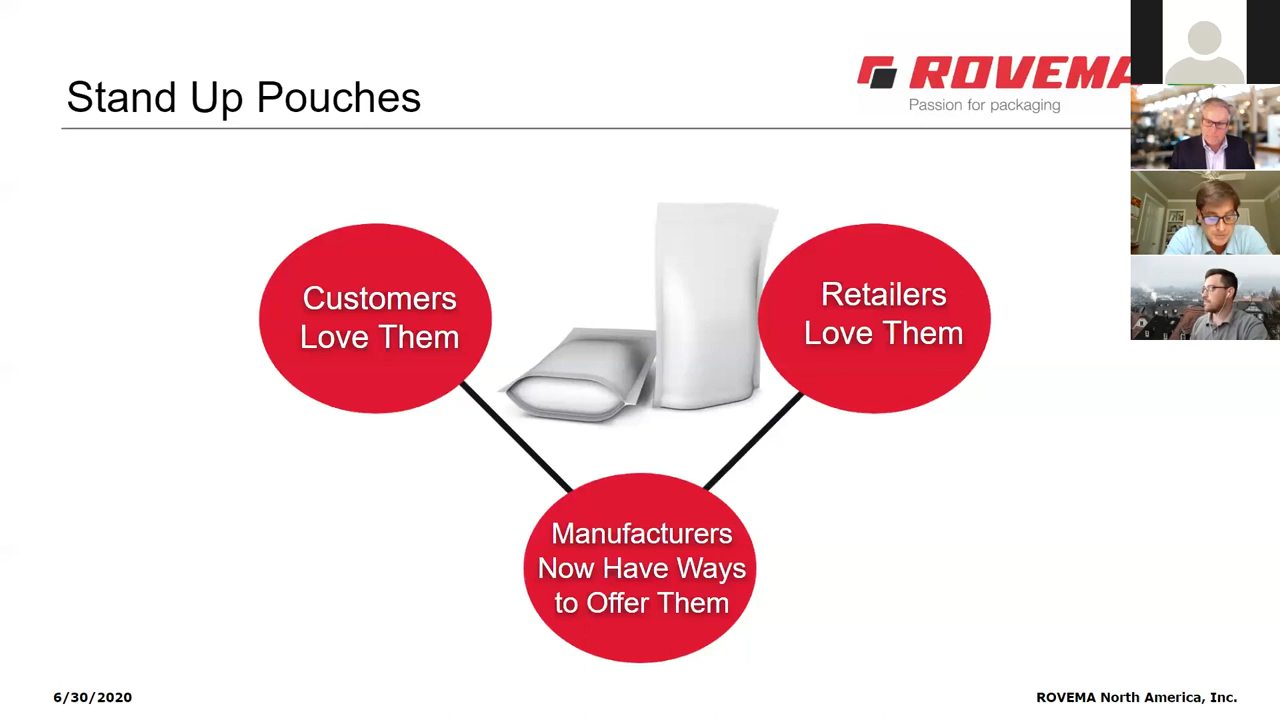 Stand Up Pouches
ROVEMA
Passion for packaging
Customers
Love Them
Retailers
Love Them
Manufacturers
Now Have Ways
to Offer Them
6/30/2020
ROVEMA North America, Inc.